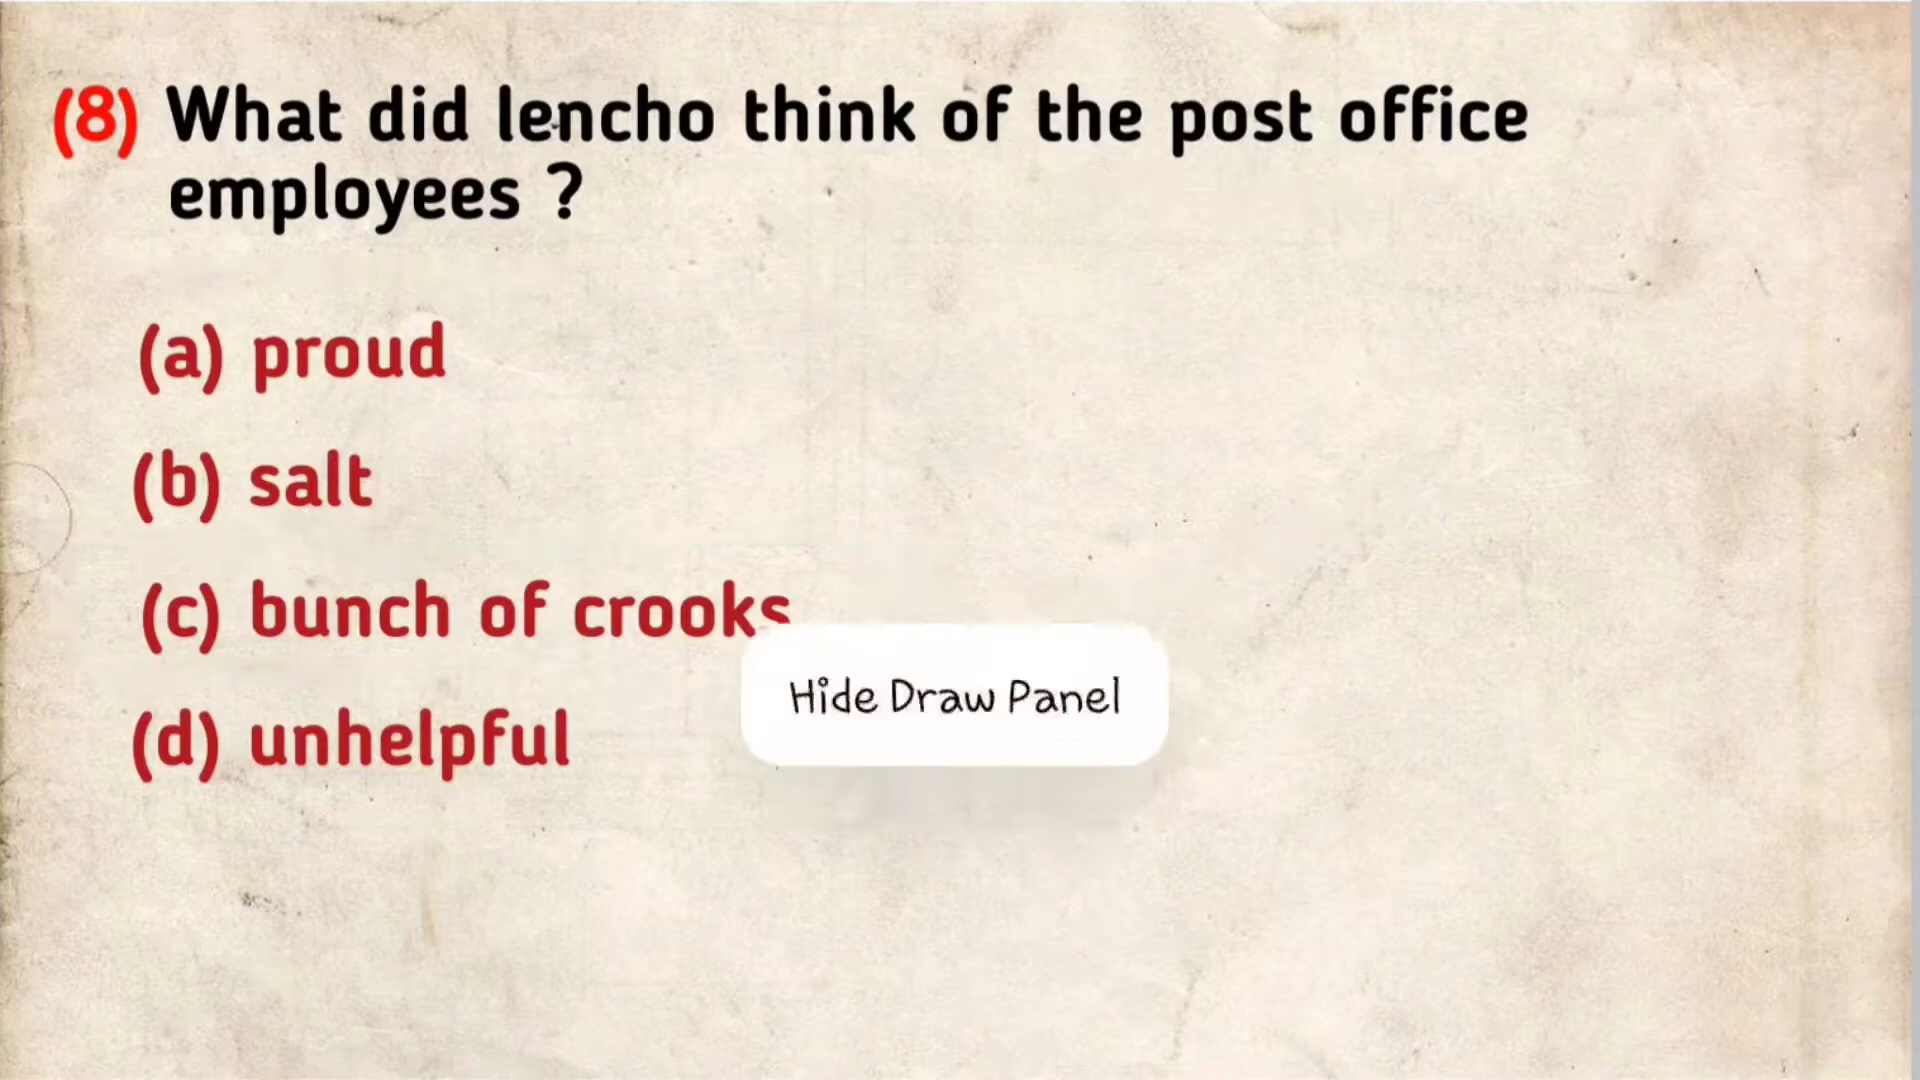 (8) What did lencho think of the post office
employees ?
(a) proud
(b) salt
(c) bunch of crooks
Hide Draw Panel
(d) unhelpful